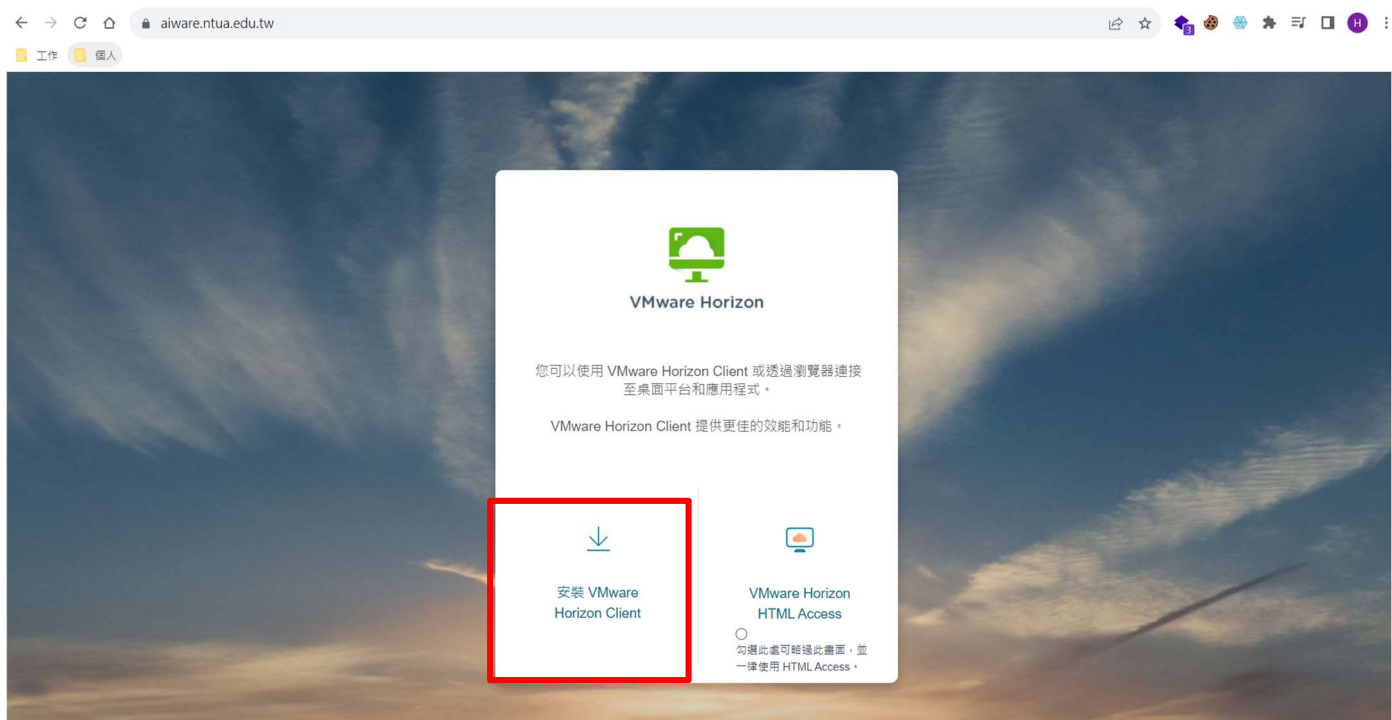 aiware.ntua.edu.tw
3
H
工作 個人
VMware Horizon
您可以使用 VMware Horizon Client 或透過瀏覽器連接
至桌面平台和應用程式。
VMware Horizon Client 提供更佳的效能和功能。
安裝 VMware
Horizon Client
VMware Horizon
HTML Access
勾選此處可略過此畫面，並
一律使用 HTML Access。